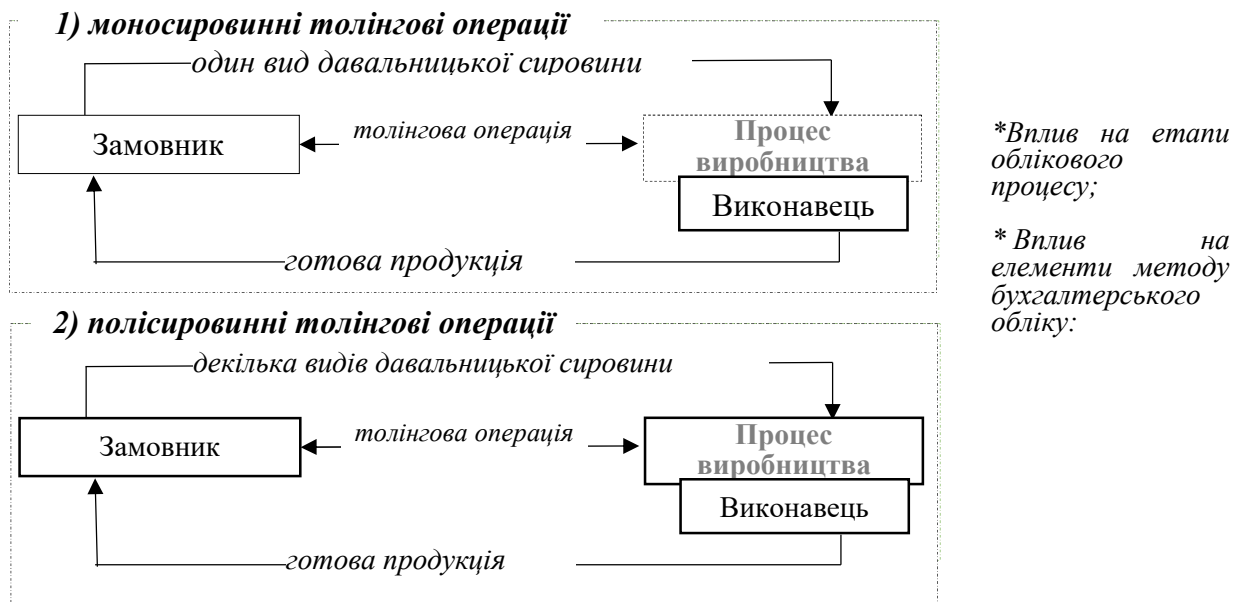 1) моносировинні толінгові операції
один вид давальницької сировини
Замовник
толінгова операція
Процес
виробництва
Виконавець
готова продукція
*Вплив на етапи
облікового
процесу;
* Вплив на
елементи методу
бухгалтерського
обліку:
2) полісировинні толінгові операції
декілька видів давальницької сировини
Замовник
толінгова операція
Процес
виробництва
Виконавець
готова продукція